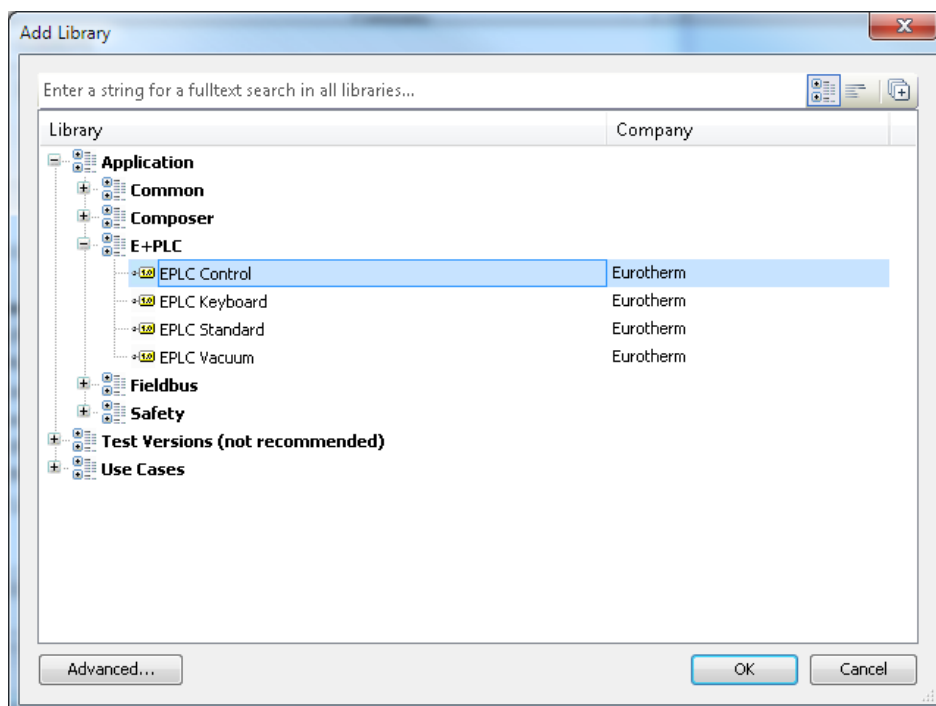 Add Library
Enter a string for a fulltext search in all libraries...
Library Company
Application
Common
Composer
E+PLC
EPLC Control Eurotherm
EPLC Keyboard Eurotherm
EPLC Standard Eurotherm
EPLC Vacuum Eurotherm
Fieldbus
Safety
Test Versions (not recommended)
Use Cases
Advanced... OK Cancel